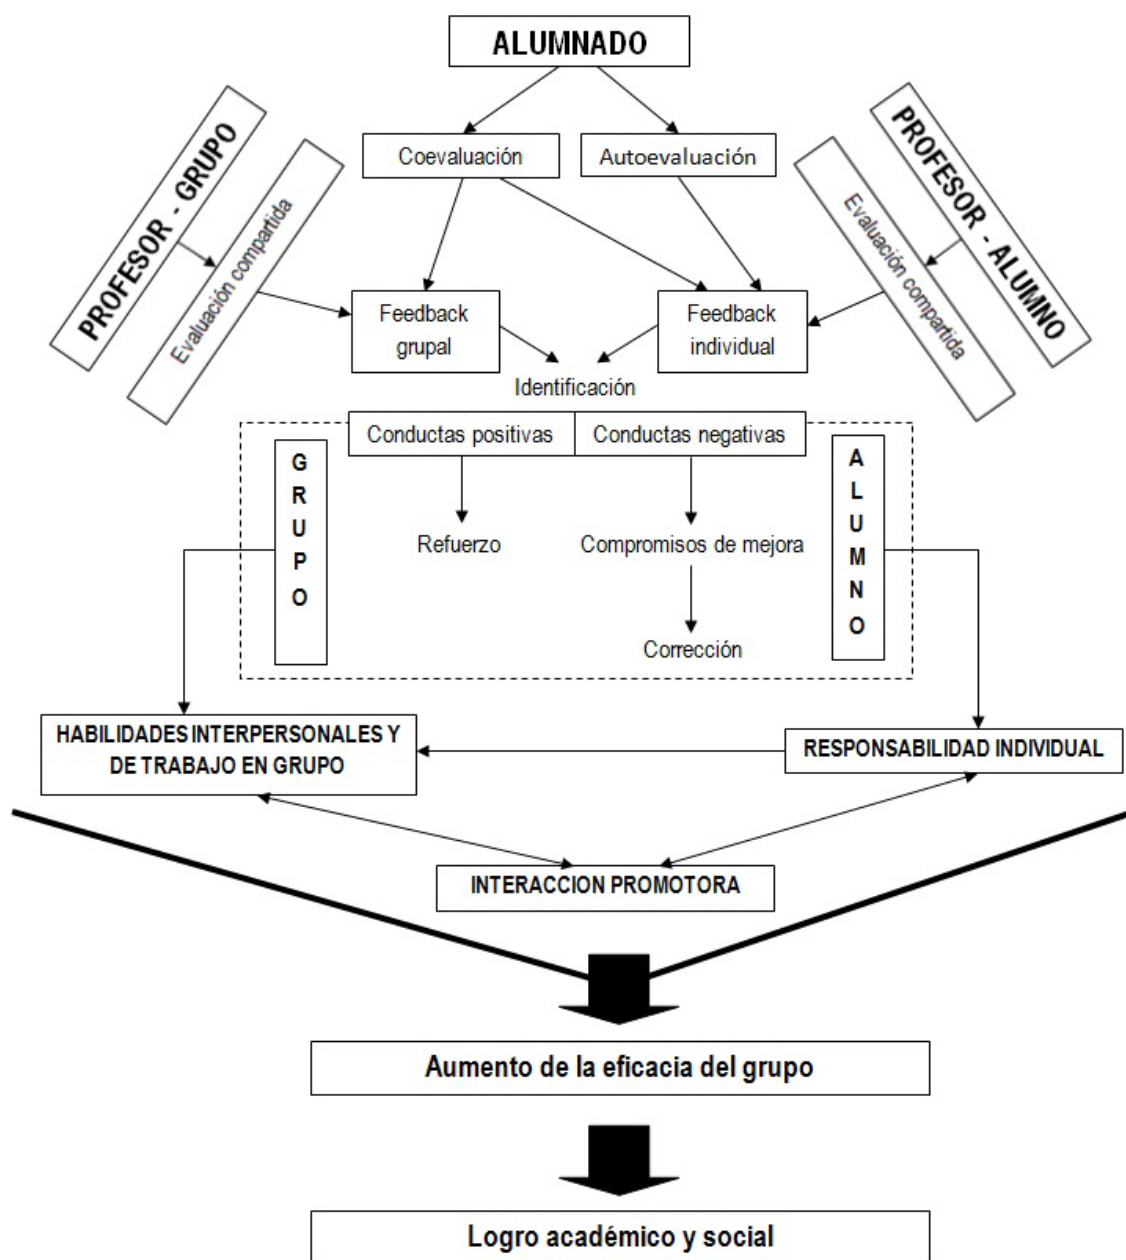 ALUMNADO
PROFESOR - GRUPO
Evaluación compartida
Coevaluación
Autoevaluación
PROFESOR - ALUMNO
Evaluación compartida
Feedback
grupal
Feedback
individual
Identificación
Conductas positivas
Conductas negativas
GRUPO
ALUMNO
Refuerzo
Compromisos de mejora
Corrección
HABILIDADES INTERPERSONALES Y
DE TRABAJO EN GRUPO
RESPONSABILIDAD INDIVIDUAL
INTERACCION PROMOTORA
Aumento de la eficacia del grupo
Logro académico y social